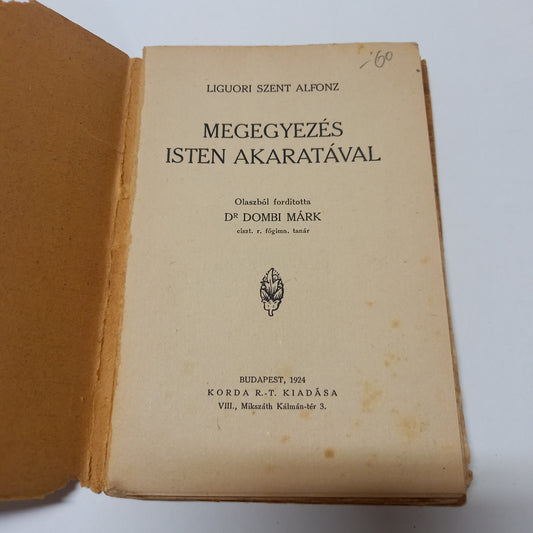 -.60
LIGUORI SZENT ALFONZ
MEGEGYEZÉS
ISTEN AKARATÁVAL
Olaszból fordította
Dᴿ DOMBI MÁRK
ciszt. r. főgimn. tanár
BUDAPEST, 1924
KORDA R.-T. KIADÁSA
VIII., Mikszáth Kálmán-tér 3.